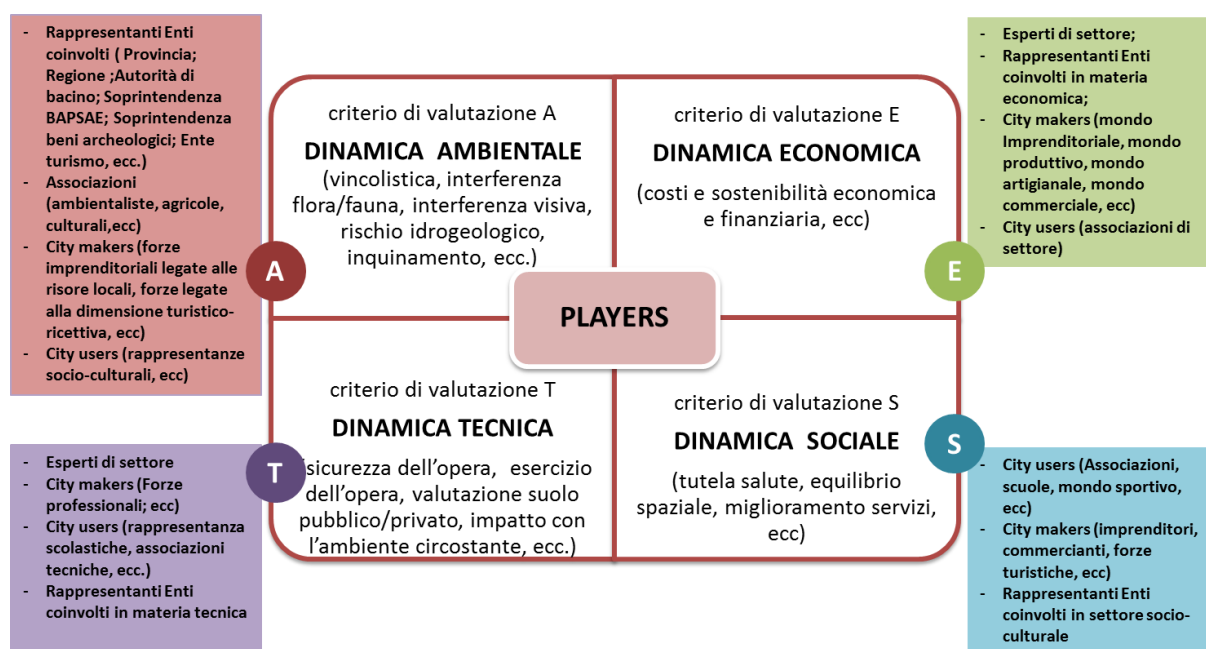 - Rappresentanti Enti
coinvolti ( Provincia;
Regione ;Autorità di
bacino; Soprintendenza
BAPSAE; Soprintendenza
beni archeologici; Ente
turismo, ecc.)
- Associazioni
(ambientaliste, agricole,
culturali,ecc)
- City makers (forze
imprenditoriali legate alle
risore locali, forze legate
alla dimensione turistico-
ricettiva, ecc)
- City users (rappresentanze
socio-culturali, ecc)
A
criterio di valutazione A
DINAMICA AMBIENTALE
(vincolistica, interferenza
flora/fauna, interferenza visiva,
rischio idrogeologico,
inquinamento, ecc.)
criterio di valutazione E
DINAMICA ECONOMICA
(costi e sostenibilità economica
e finanziaria, ecc)
E
- Esperti di settore;
- Rappresentanti Enti
coinvolti in materia
economica;
- City makers (mondo
Imprenditoriale, mondo
produttivo, mondo
artigianale, mondo
commerciale, ecc)
- City users (associazioni di
settore)
PLAYERS
- Esperti di settore
- City makers (Forze
professionali; ecc)
- City users (rappresentanza
scolastiche, associazioni
tecniche, ecc.)
- Rappresentanti Enti
coinvolti in materia tecnica
T
criterio di valutazione T
DINAMICA TECNICA
sicurezza dell'opera, esercizio
dell'opera, valutazione suolo
pubblico/privato, impatto con
l'ambiente circostante, ecc.)
criterio di valutazione S
DINAMICA SOCIALE
(tutela salute, equilibrio
spaziale, miglioramento servizi,
ecc)
S
- City users (Associazioni,
scuole, mondo sportivo,
ecc)
- City makers (imprenditori,
commercianti, forze
turistiche, ecc)
- Rappresentanti Enti
coinvolti in settore socio-
culturale